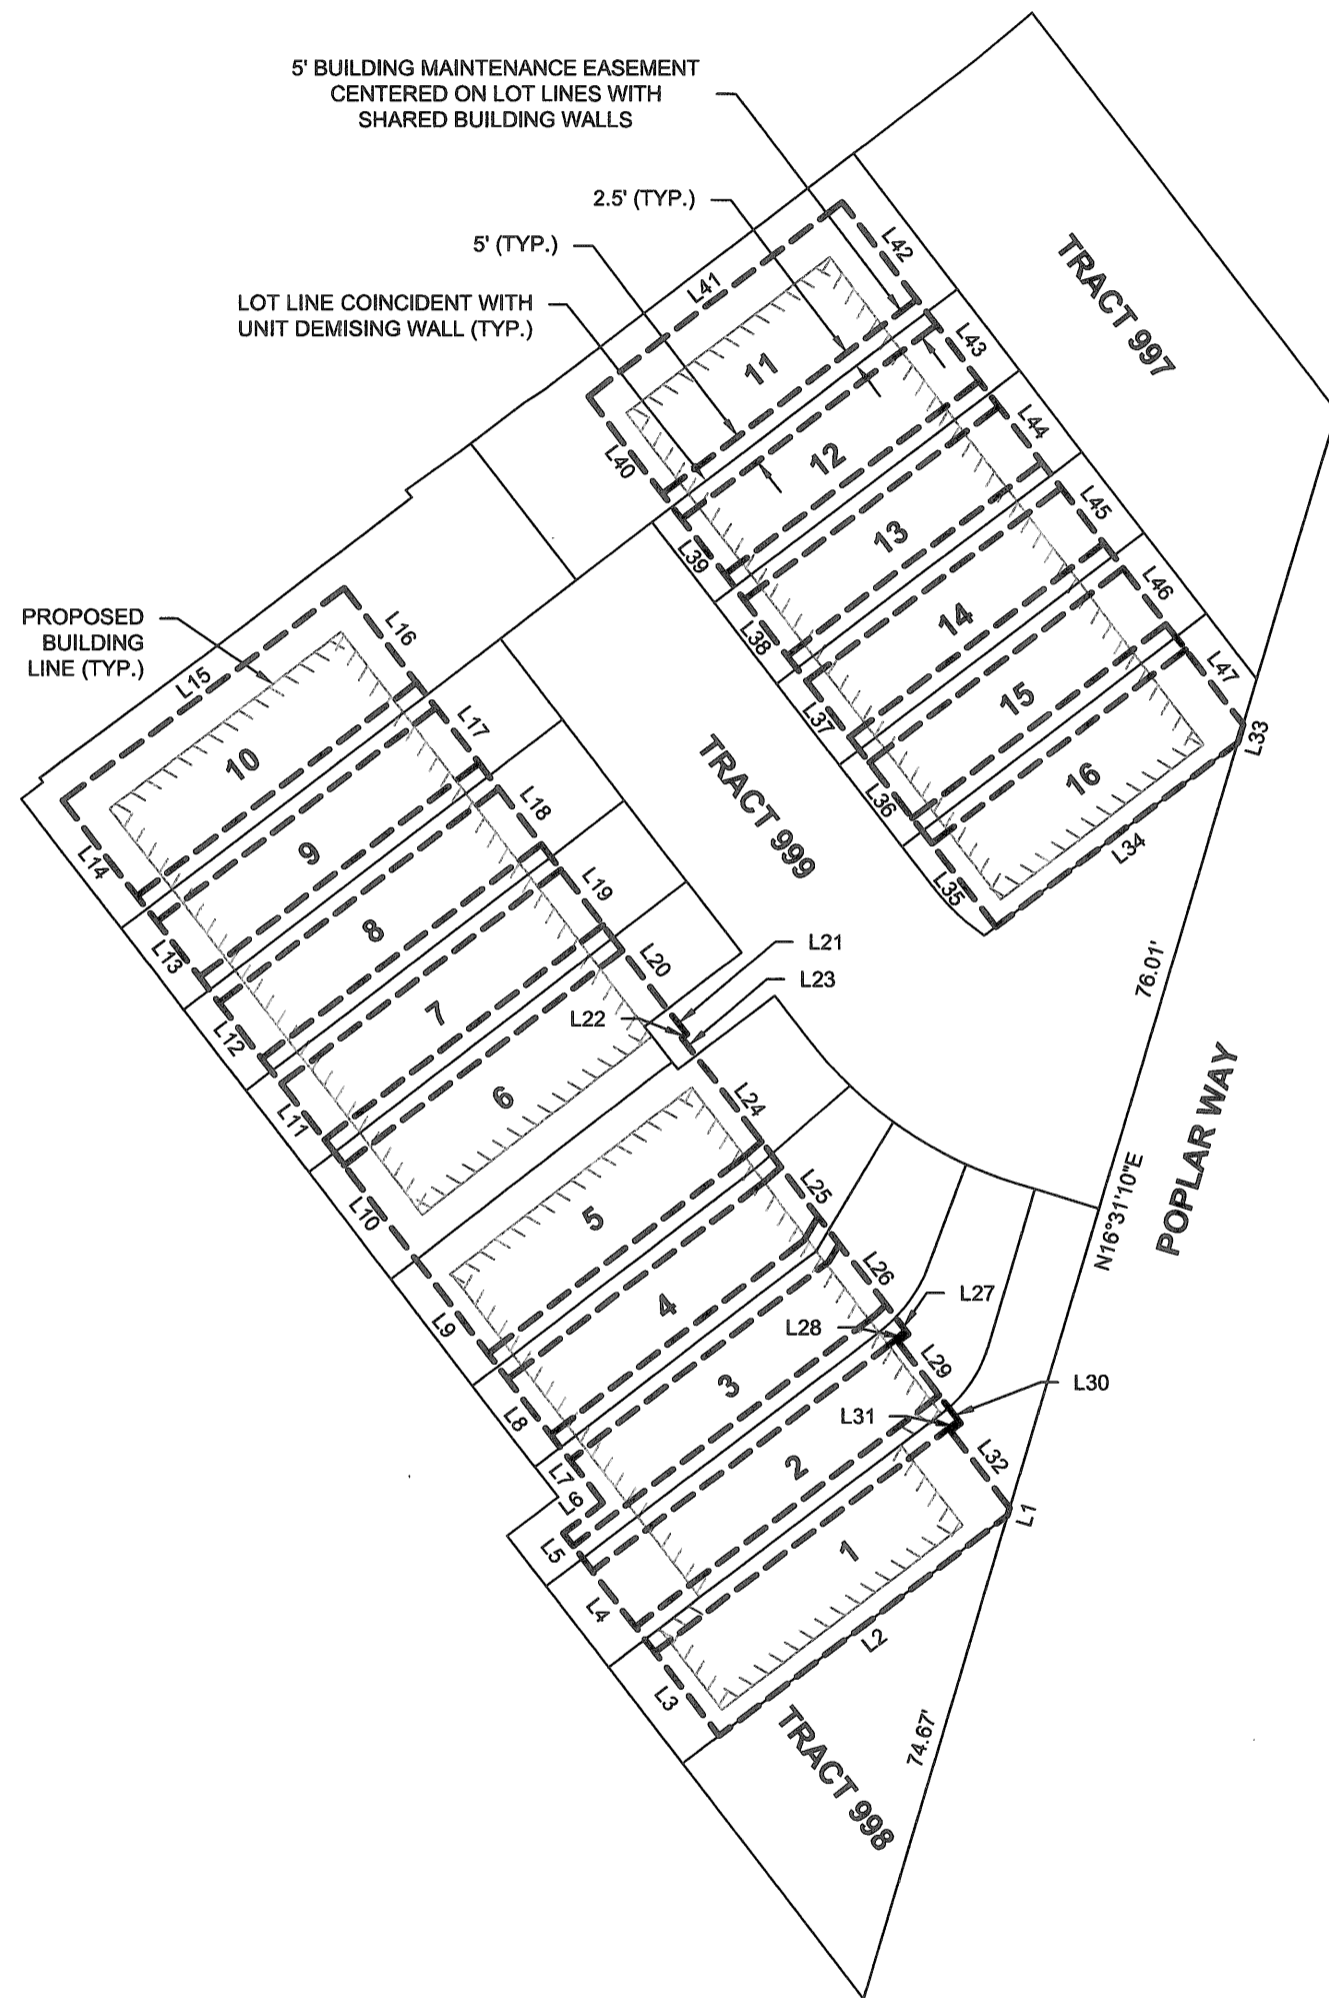 5' BUILDING MAINTENANCE EASEMENT
CENTERED ON LOT LINES WITH
SHARED BUILDING WALLS
2.5' (TYP.)
5' (TYP.)
LOT LINE COINCIDENT WITH
UNIT DEMISING WALL (TYP.)
PROPOSED
BUILDING
LINE (TYP.)
TRACT 997
TRACT 999
TRACT 998
POPLAR WAY
N16°31'10"E
76.01'
74.67'
1
2
3
4
5
6
7
8
9
10
11
12
13
14
15
16
L1
L2
L3
L4
L5
L6
L7
L8
L9
L10
L11
L12
L13
L14
L15
L16
L17
L18
L19
L20
L21
L22
L23
L24
L25
L26
L27
L28
L29
L30
L31
L32
L33
L34
L35
L36
L37
L38
L39
L40
L41
L42
L43
L44
L45
L46
L47